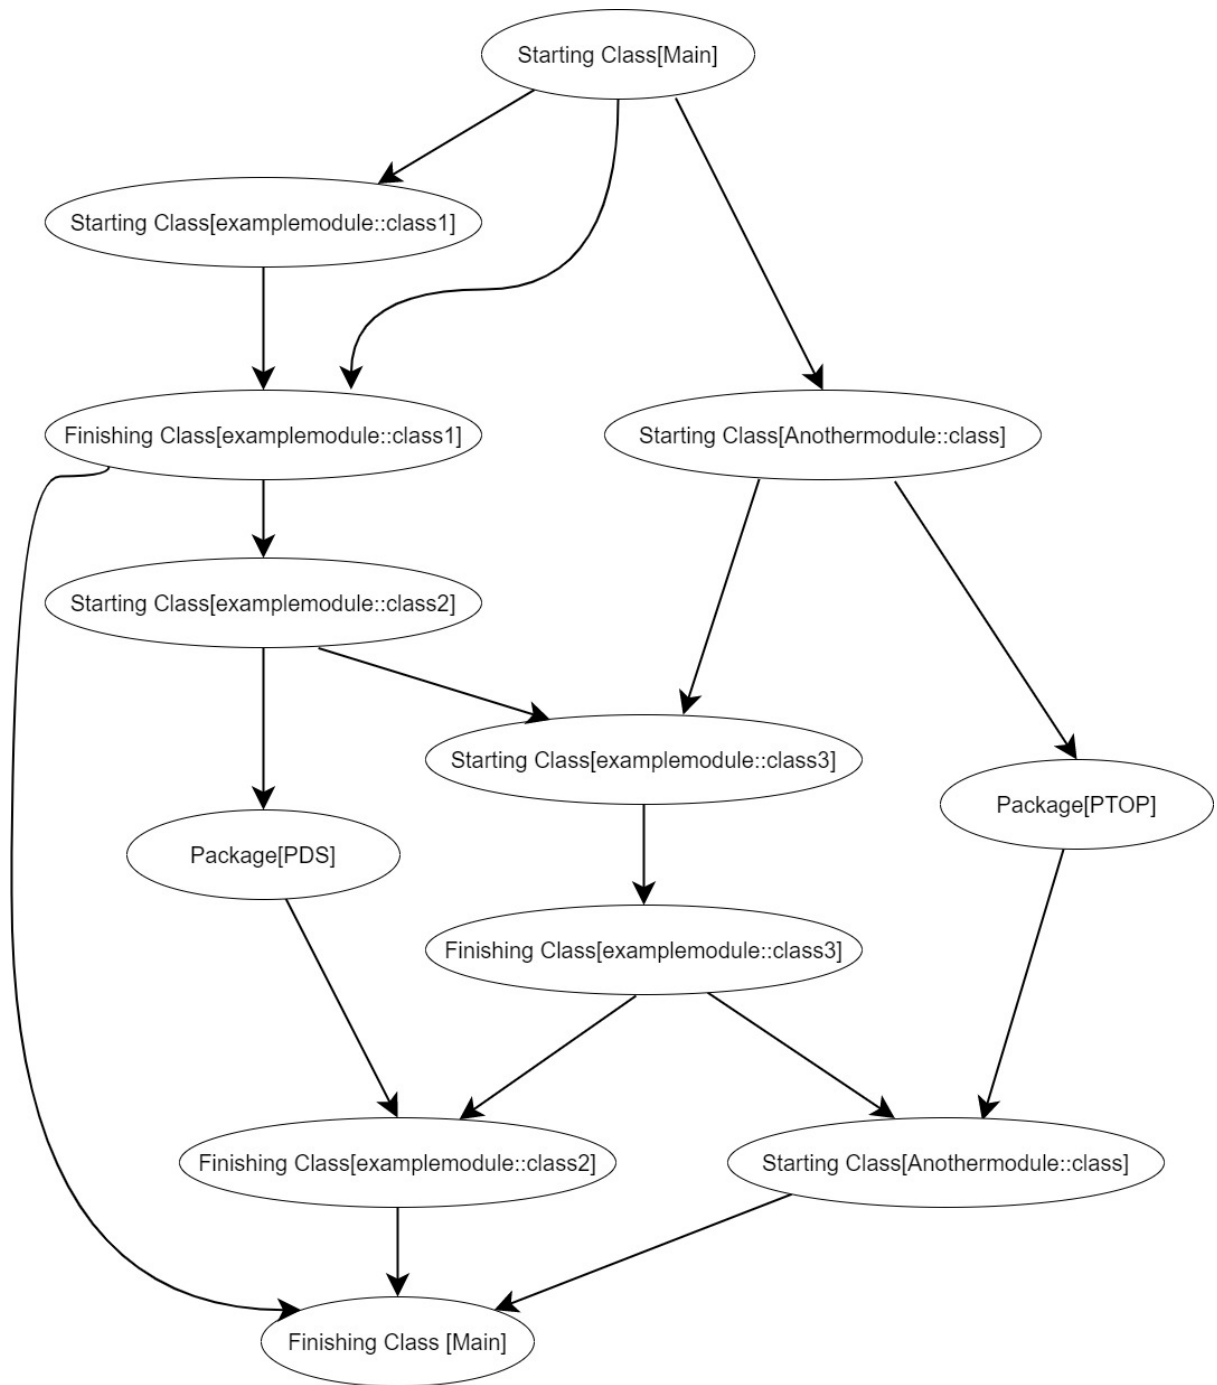 Starting Class[Main]
Starting Class[examplemodule::class1]
Finishing Class[examplemodule::class1]
Starting Class[Anothermodule::class]
Starting Class[examplemodule::class2]
Starting Class[examplemodule::class3]
Package[PTOP]
Package[PDS]
Finishing Class[examplemodule::class3]
Finishing Class[examplemodule::class2]
Starting Class[Anothermodule::class]
Finishing Class [Main]